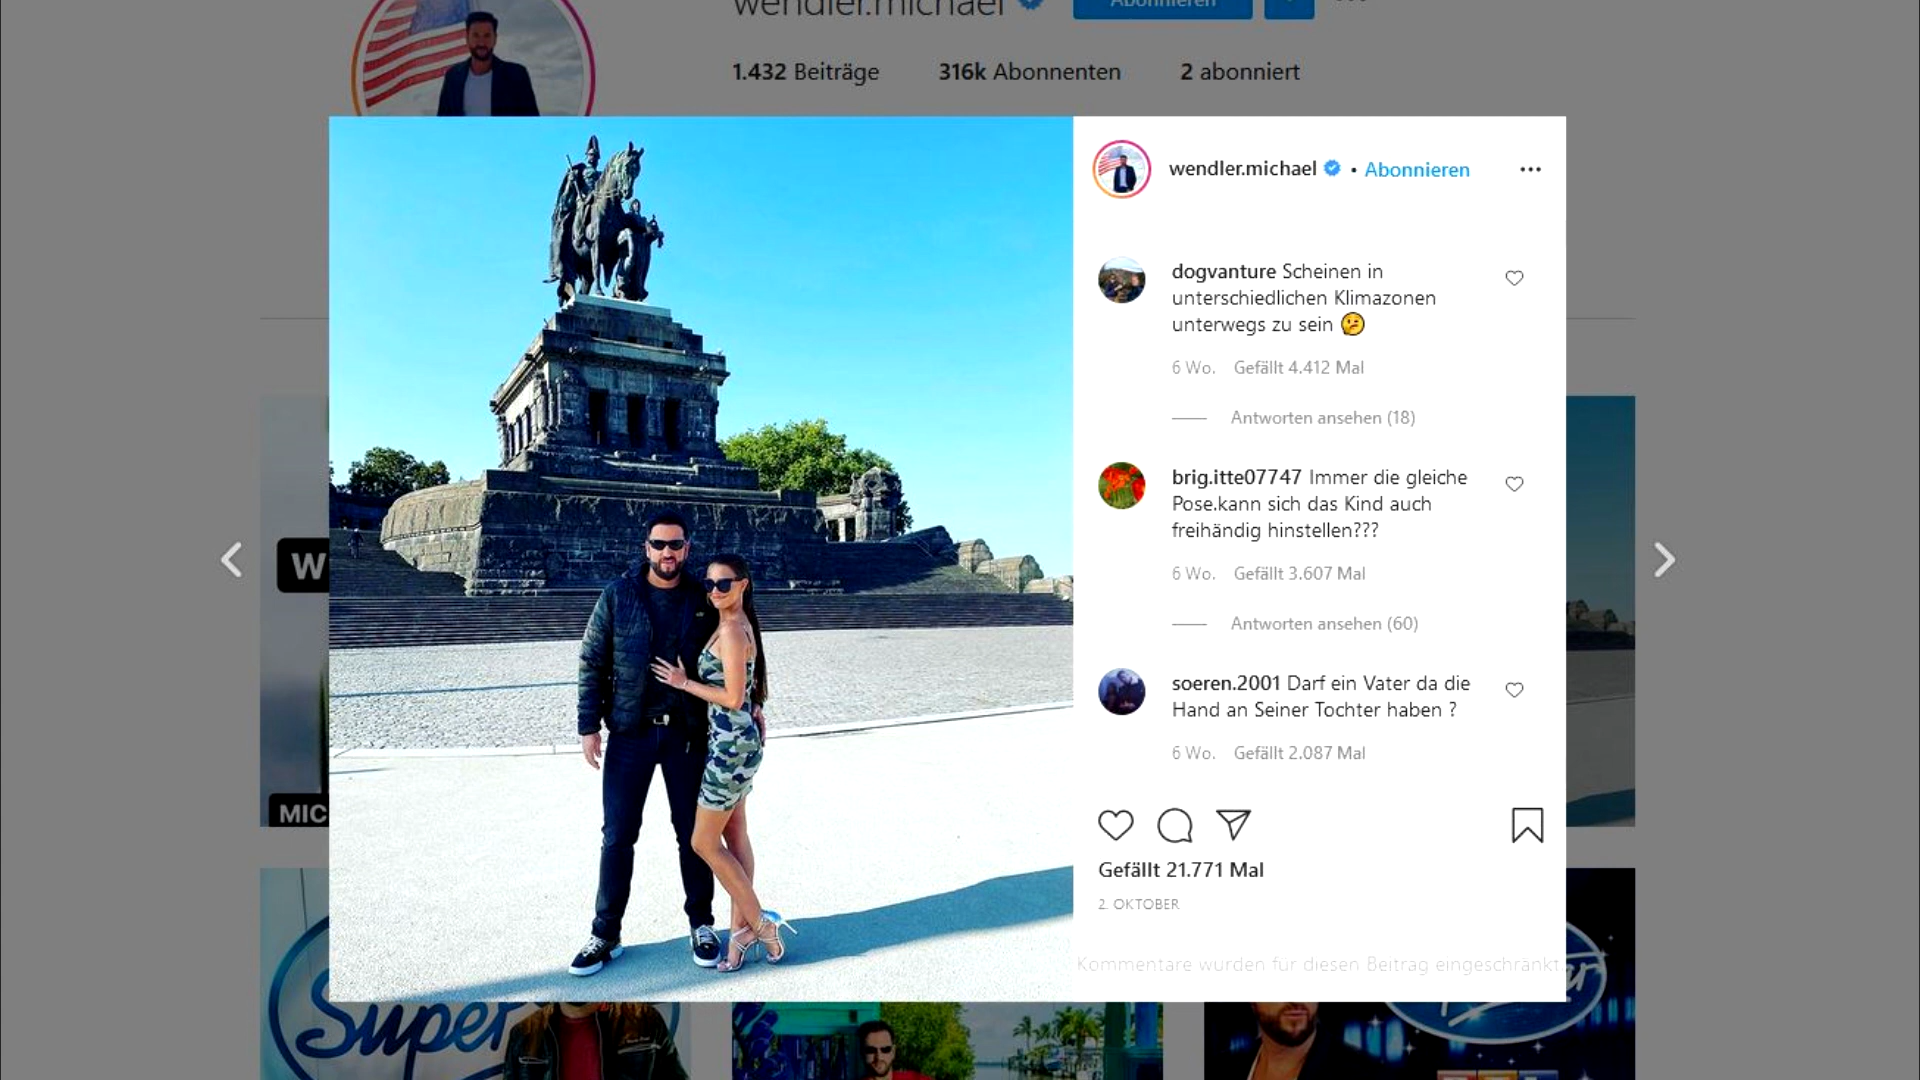 wendler.michael
Abonnieren
1.432 Beiträge 316k Abonnenten 2 abonniert
wendler.michael • Abonnieren
dogvanture Scheinen in
unterschiedlichen Klimazonen
unterwegs zu sein 🤔
6 Wo. Gefällt 4.412 Mal
Antworten ansehen (18)
brig.itte07747 Immer die gleiche
Pose.kann sich das Kind auch
freihändig hinstellen???
6 Wo. Gefällt 3.607 Mal
Antworten ansehen (60)
soeren.2001 Darf ein Vater da die
Hand an Seiner Tochter haben ?
6 Wo. Gefällt 2.087 Mal
Gefällt 21.771 Mal
2. OKTOBER
Kommentare wurden für diesen Beitrag eingeschränkt
W
MIC
Super